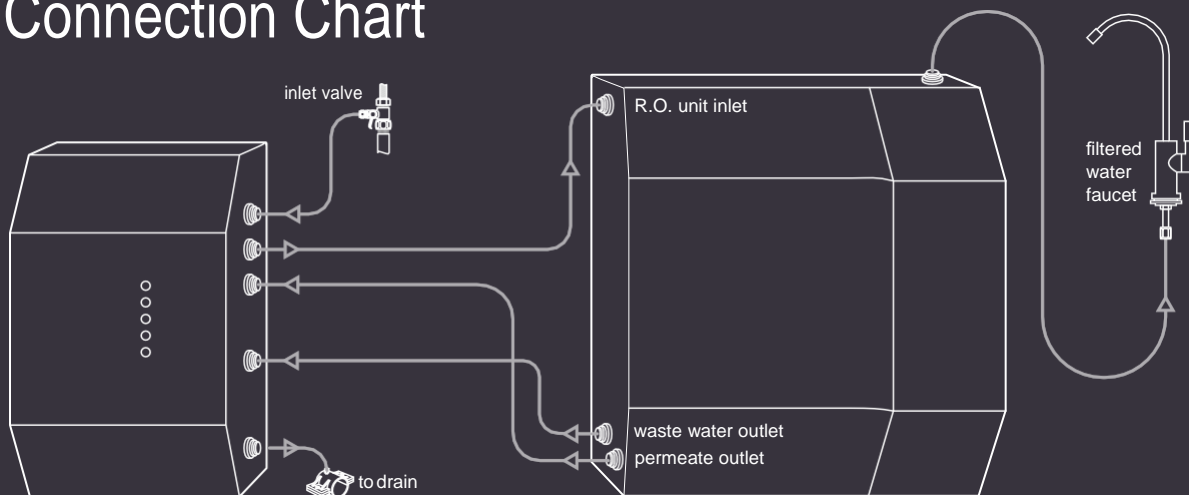 Connection Chart
inlet valve
R.O. unit inlet
filtered
water
faucet
waste water outlet
permeate outlet
to drain